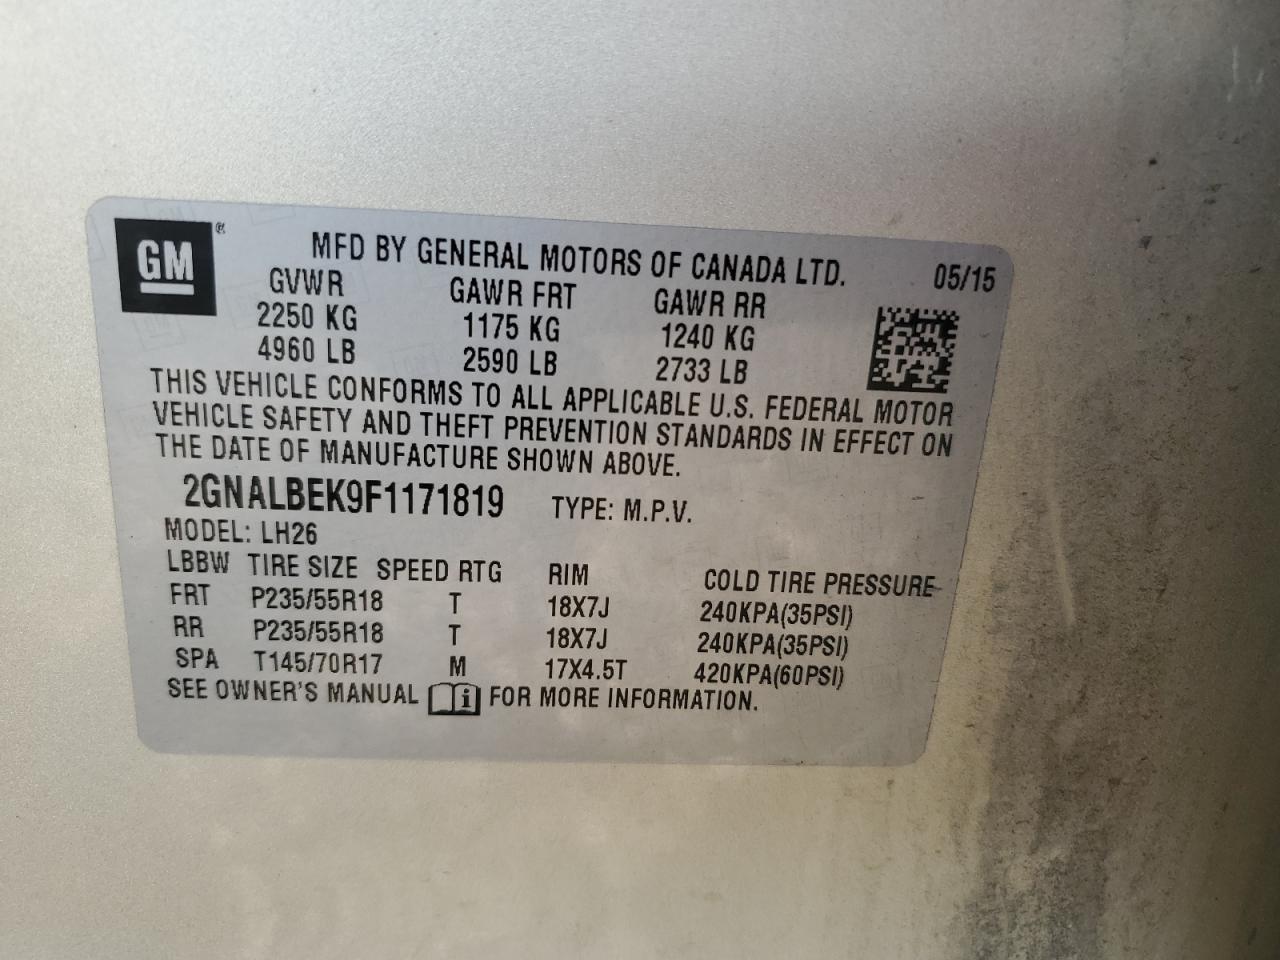 GM ®
MFD BY GENERAL MOTORS OF CANADA LTD. 05/15
GVWR GAWR FRT GAWR RR
2250 KG 1175 KG 1240 KG
4960 LB 2590 LB 2733 LB
THIS VEHICLE CONFORMS TO ALL APPLICABLE U.S. FEDERAL MOTOR
VEHICLE SAFETY AND THEFT PREVENTION STANDARDS IN EFFECT ON
THE DATE OF MANUFACTURE SHOWN ABOVE.
2GNALBEK9F1171819 TYPE: M.P.V.
MODEL: LH26
LBBW TIRE SIZE SPEED RTG RIM COLD TIRE PRESSURE
FRT P235/55R18 T 18X7J 240KPA(35PSI)
RR P235/55R18 T 18X7J 240KPA(35PSI)
SPA T145/70R17 M 17X4.5T 420KPA(60PSI)
SEE OWNER'S MANUAL i FOR MORE INFORMATION.